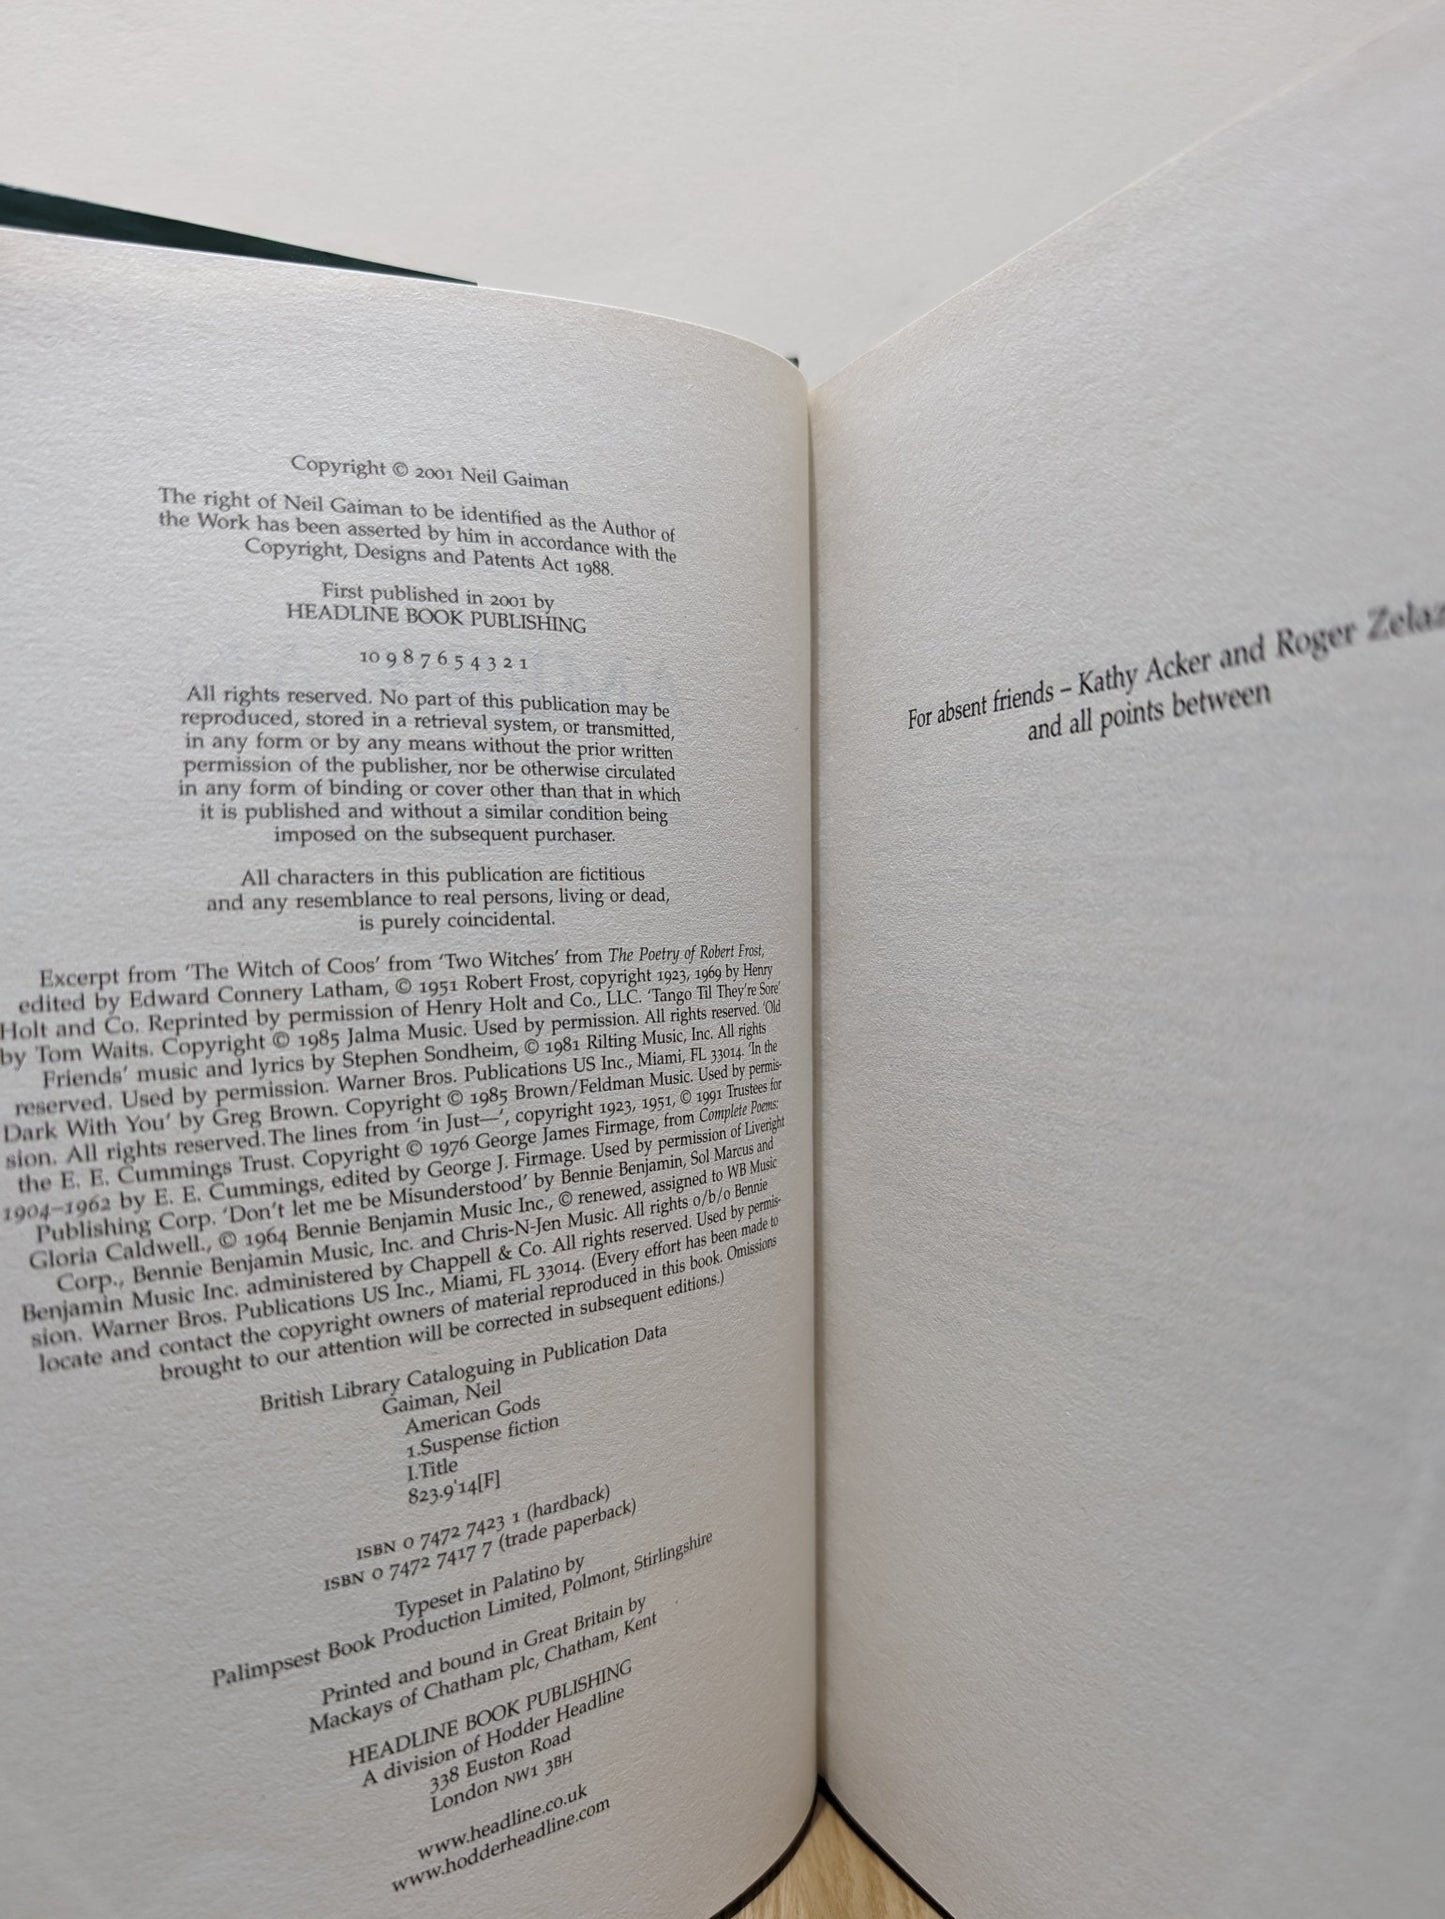 Copyright © 2001 Neil Gaiman
The right of Neil Gaiman to be identified as the Author of
the Work has been asserted by him in accordance with the
Copyright, Designs and Patents Act 1988.
First published in 2001 by
HEADLINE BOOK PUBLISHING
10 9 8 7 6 5 4 3 2 1
All rights reserved. No part of this publication may be
reproduced, stored in a retrieval system, or transmitted,
in any form or by any means without the prior written
permission of the publisher, nor be otherwise circulated
in any form of binding or cover other than that in which
it is published and without a similar condition being
imposed on the subsequent purchaser.
All characters in this publication are fictitious
and any resemblance to real persons, living or dead,
is purely coincidental.
Excerpt from ‘The Witch of Coos’ from ‘Two Witches’ from The Poetry of Robert Frost,
edited by Edward Connery Latham, © 1951 Robert Frost, copyright 1923, 1969 by Henry
Holt and Co. Reprinted by permission of Henry Holt and Co., LLC. ‘Tango Til They’re Sore’
by Tom Waits. Copyright © 1985 Jalma Music. Used by permission. All rights reserved. ‘Old
Friends’ music and lyrics by Stephen Sondheim, © 1981 Rilting Music, Inc. All rights
reserved. Used by permission. Warner Bros. Publications US Inc., Miami, FL 33014. ‘In the
Dark With You’ by Greg Brown. Copyright © 1985 Brown/Feldman Music. Used by permis-
sion. All rights reserved. The lines from ‘in Just—’, copyright 1923, 1951, © 1991 Trustees for
the E. E. Cummings Trust. Copyright © 1976 George James Firmage, from Complete Poems:
1904–1962 by E. E. Cummings, edited by George J. Firmage. Used by permission of Liveright
Publishing Corp. ‘Don’t let me be Misunderstood’ by Bennie Benjamin, Sol Marcus and
Gloria Caldwell., © 1964 Bennie Benjamin Music Inc., © renewed, assigned to WB Music
Corp., Bennie Benjamin Music, Inc. and Chris-N-Jen Music. All rights o/b/o Bennie
Benjamin Music Inc. administered by Chappell & Co. All rights reserved. Used by permis-
sion. Warner Bros. Publications US Inc., Miami, FL 33014. (Every effort has been made to
locate and contact the copyright owners of material reproduced in this book. Omissions
brought to our attention will be corrected in subsequent editions.)
British Library Cataloguing in Publication Data
Gaiman, Neil
American Gods
1.Suspense fiction
I.Title
823.9'14[F]
ISBN 0 7472 7423 1 (hardback)
ISBN 0 7472 7417 7 (trade paperback)
Typeset in Palatino by
Palimpsest Book Production Limited, Polmont, Stirlingshire
Printed and bound in Great Britain by
Mackays of Chatham plc, Chatham, Kent
HEADLINE BOOK PUBLISHING
A division of Hodder Headline
338 Euston Road
London NW1 3BH
www.headline.co.uk
www.hodderheadline.com
For absent friends – Kathy Acker and Roger Zelaz
and all points between